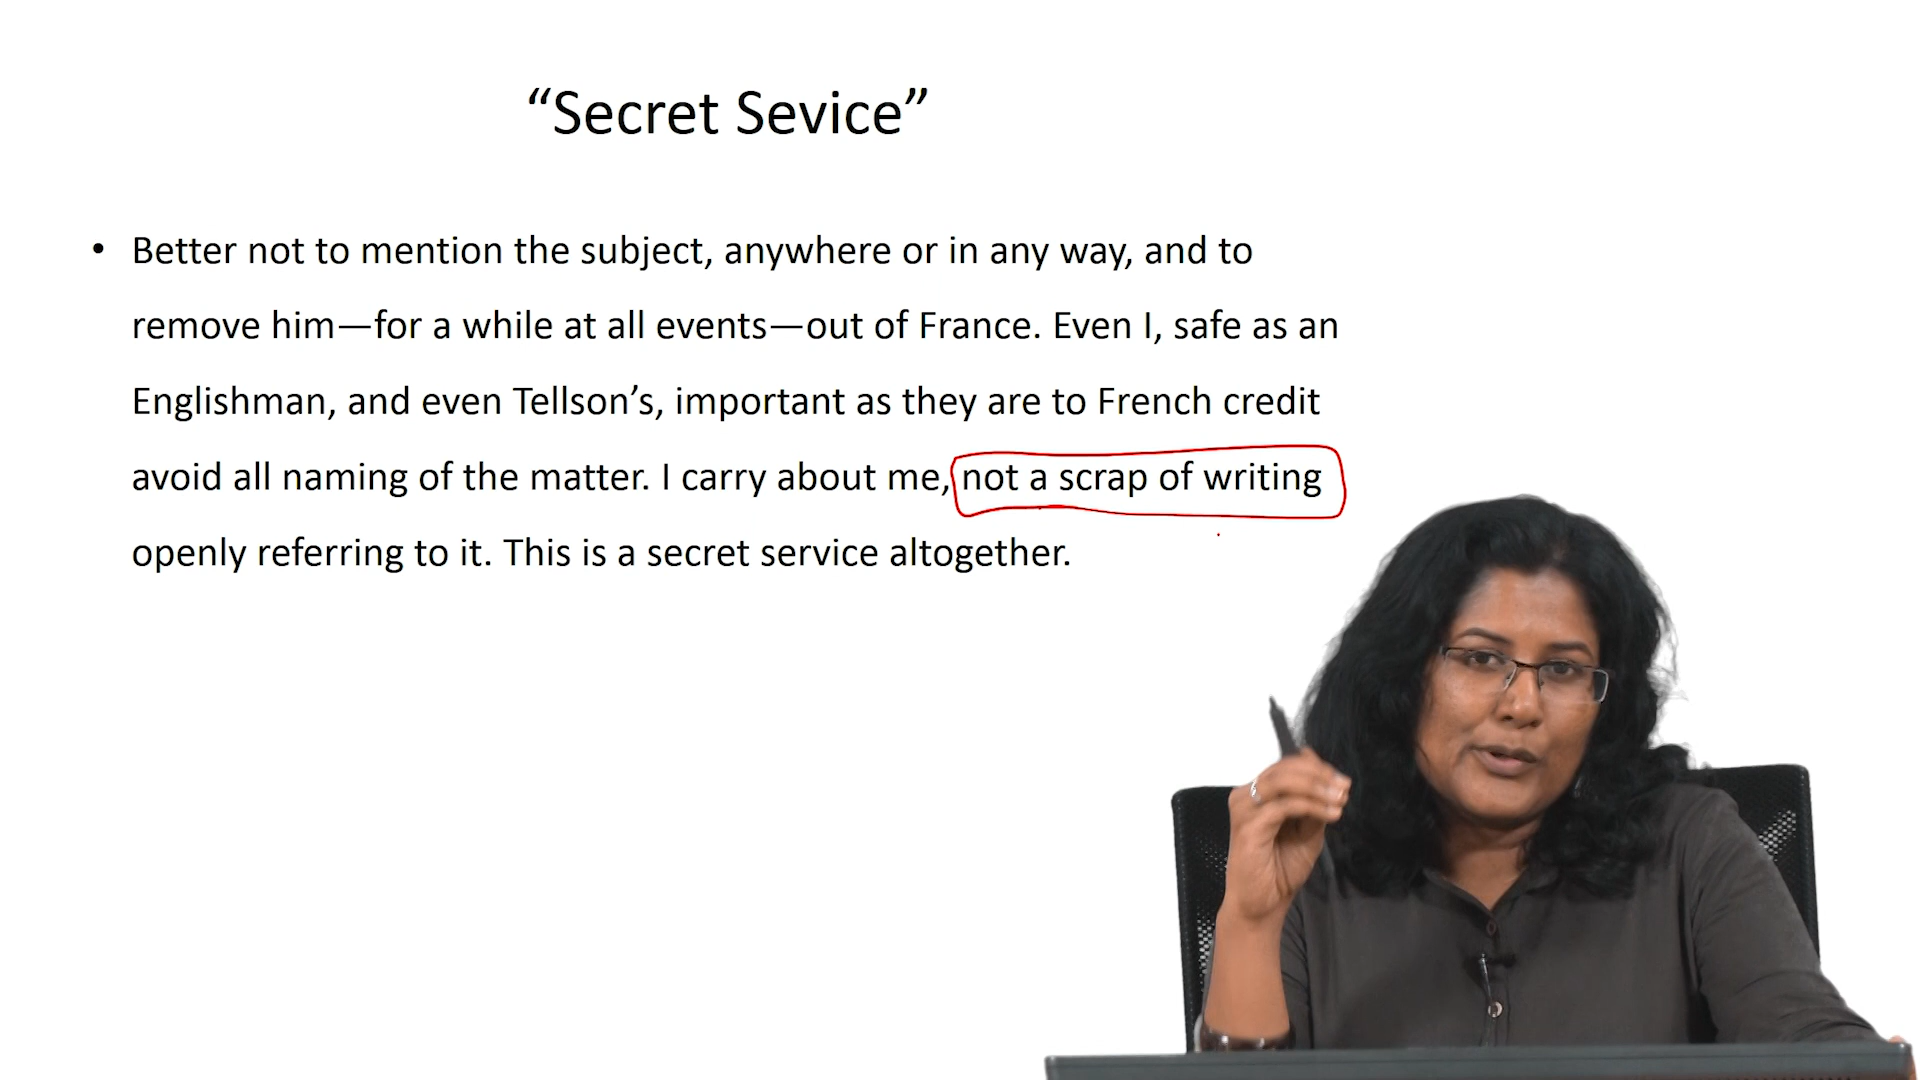 “Secret Sevice”
• Better not to mention the subject, anywhere or in any way, and to
remove him—for a while at all events—out of France. Even I, safe as an
Englishman, and even Tellson’s, important as they are to French credit
avoid all naming of the matter. I carry about me, not a scrap of writing
openly referring to it. This is a secret service altogether.